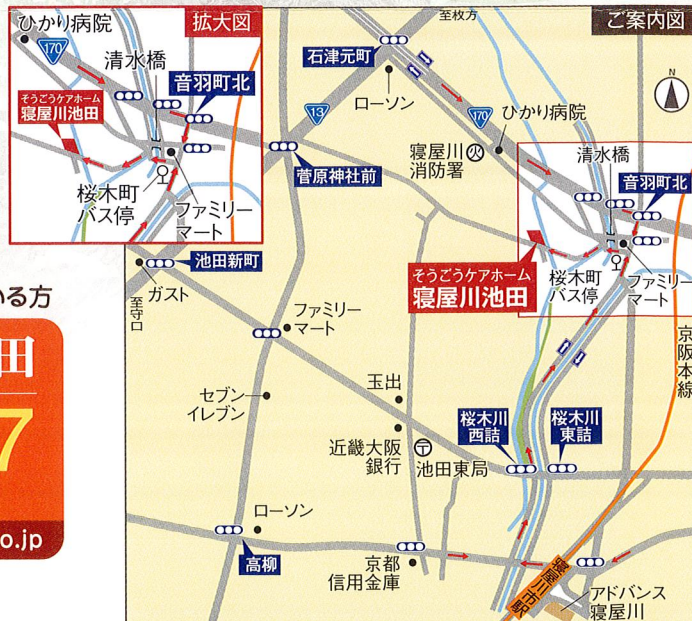 拡大図
ひかり病院
170
清水橋
音羽町北
そうごうケアホーム
寝屋川池田
桜木町
バス停
ファミリー
マート
ご案内図
至枚方
石津元町
ローソン
13
170
ひかり病院
N
寝屋川
消防署
火
清水橋
音羽町北
菅原神社前
そうごうケアホーム
寝屋川池田
桜木町
バス停
ファミリー
マート
池田新町
ガスト
至守口
ファミリー
マート
京阪本線
セブン
イレブン
玉出
近畿大阪
銀行
〒
池田東局
桜木川
西詰
桜木川
東詰
ローソン
高柳
京都
信用金庫
寝屋川市駅
アドバンス
寝屋川
いる方
田
7
o.jp